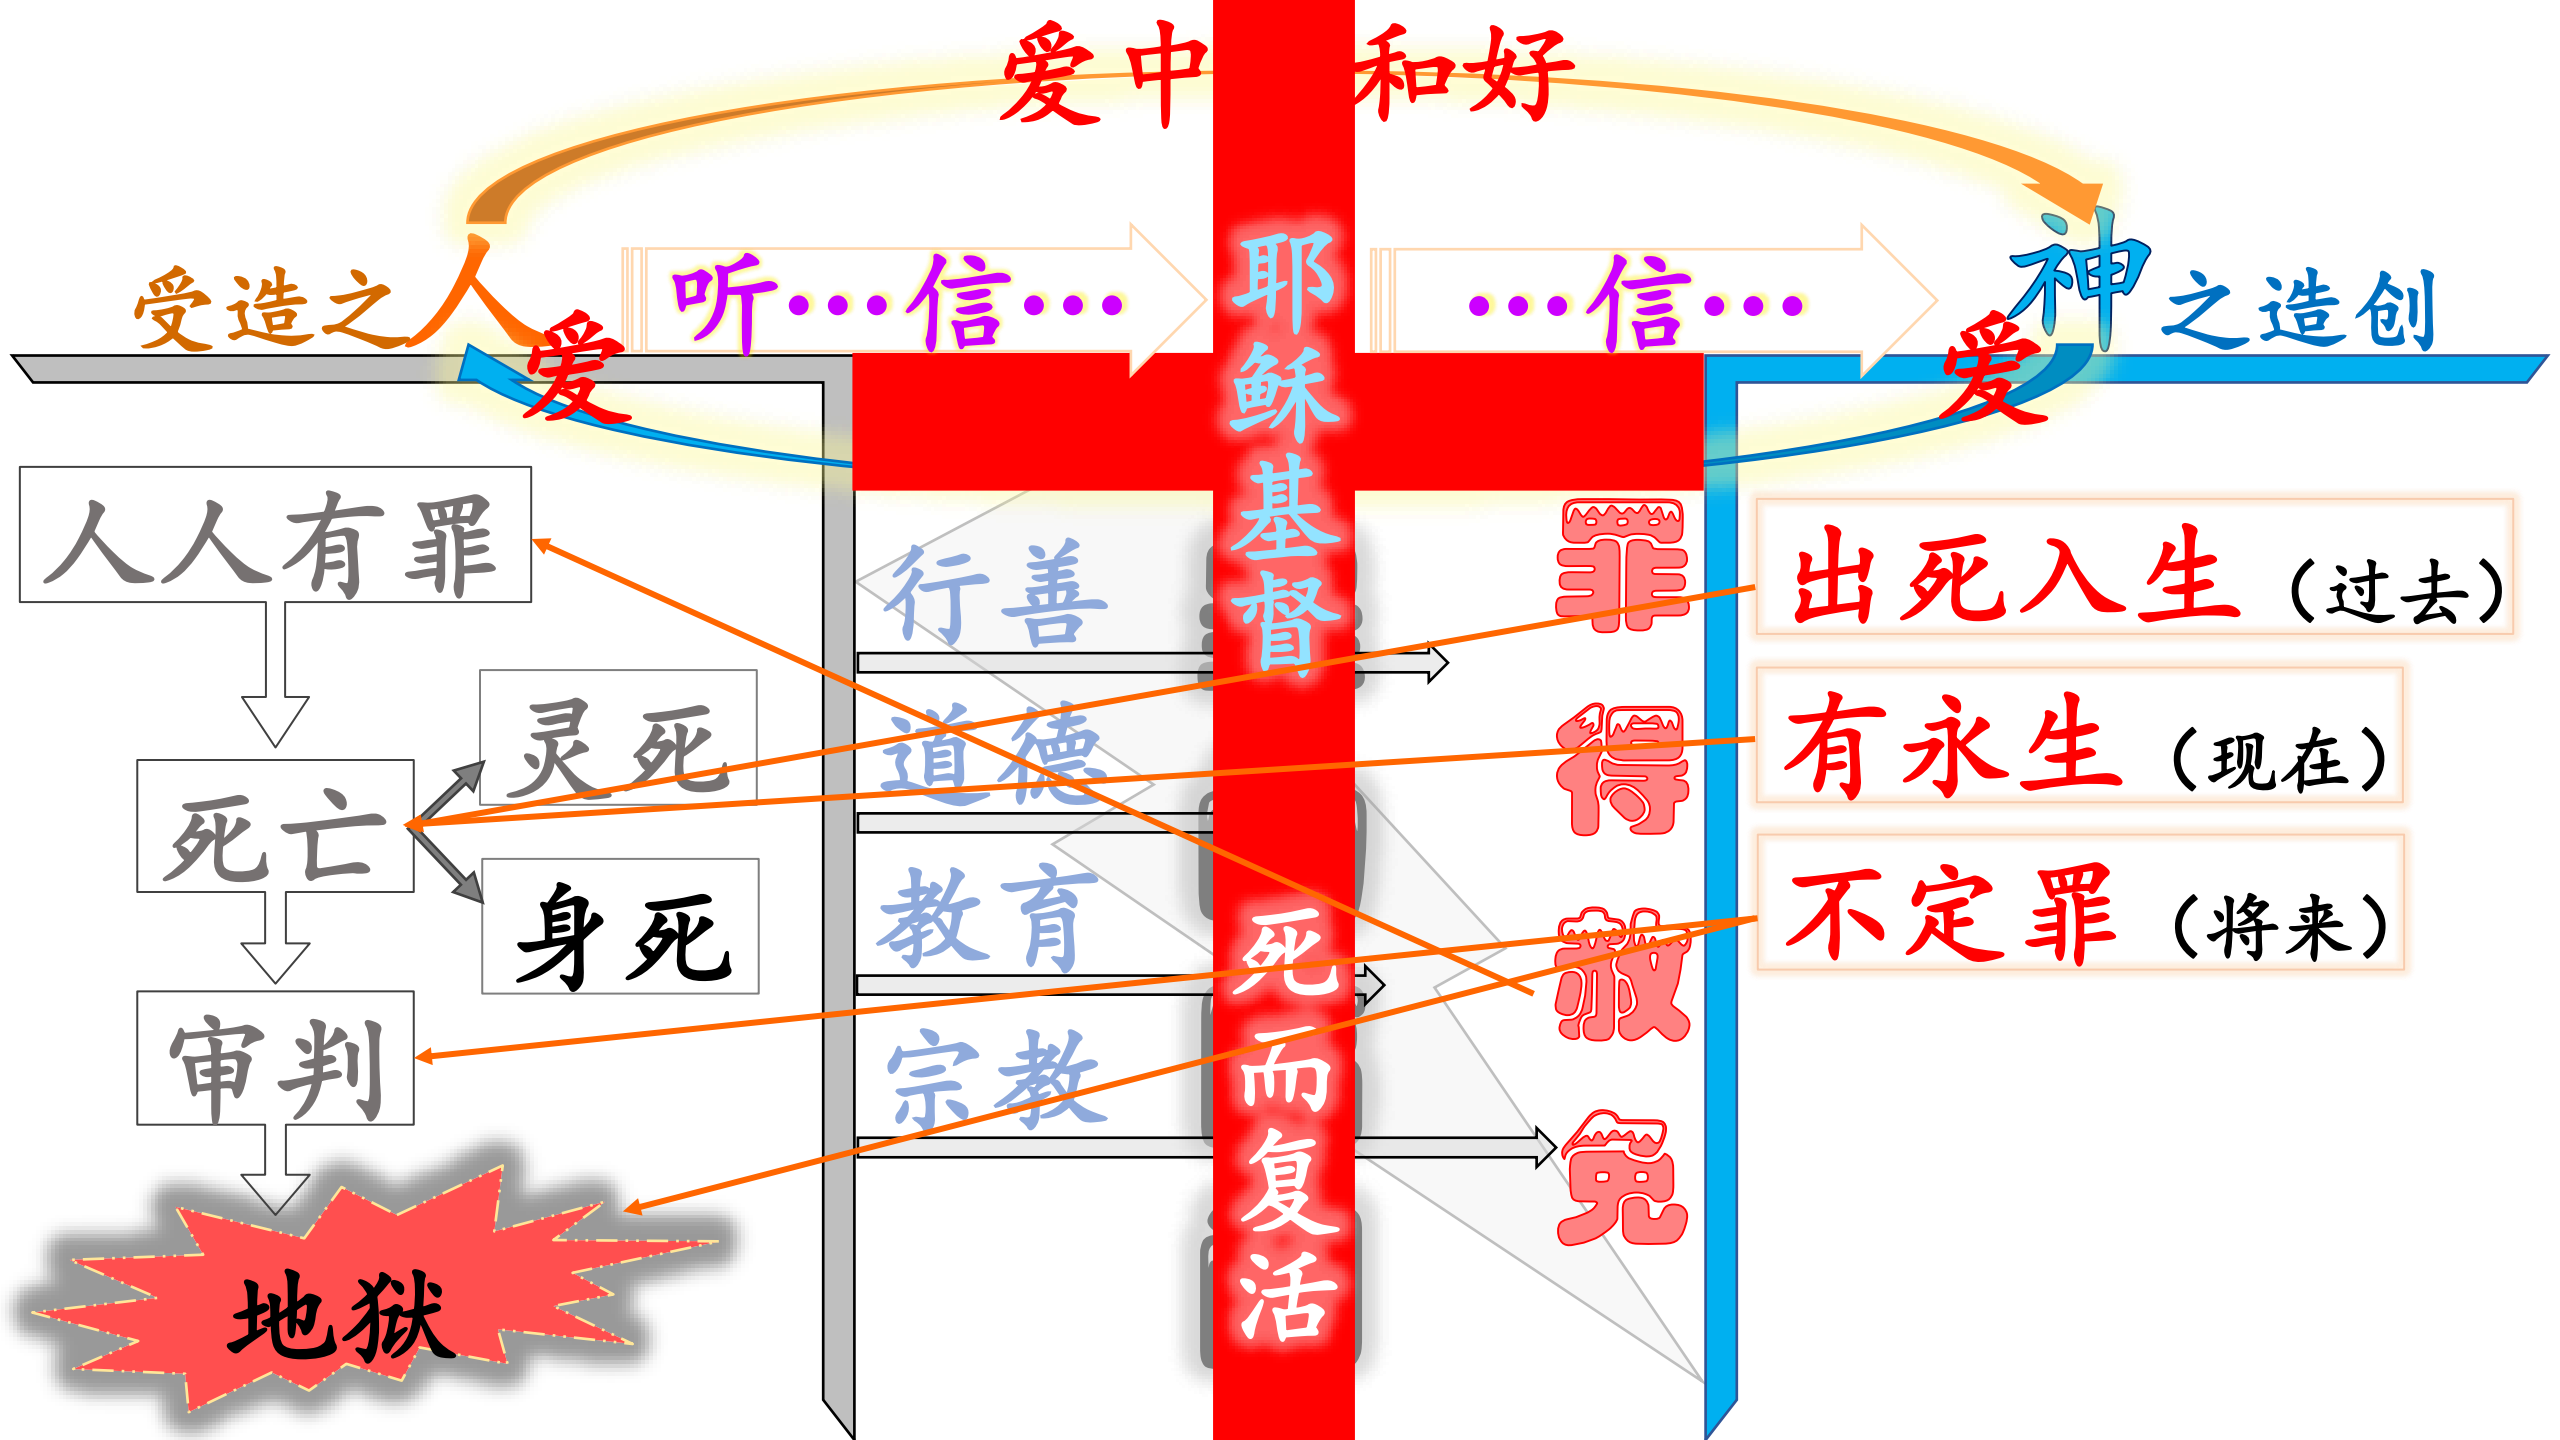 爱中和好
受造之人
听…信…
…信…
神之造创
爱
爱
耶稣基督
死而复活
人人有罪
死亡
灵死
身死
审判
地狱
行善
道德
教育
宗教
罪得赦免
出死入生（过去）
有永生（现在）
不定罪（将来）